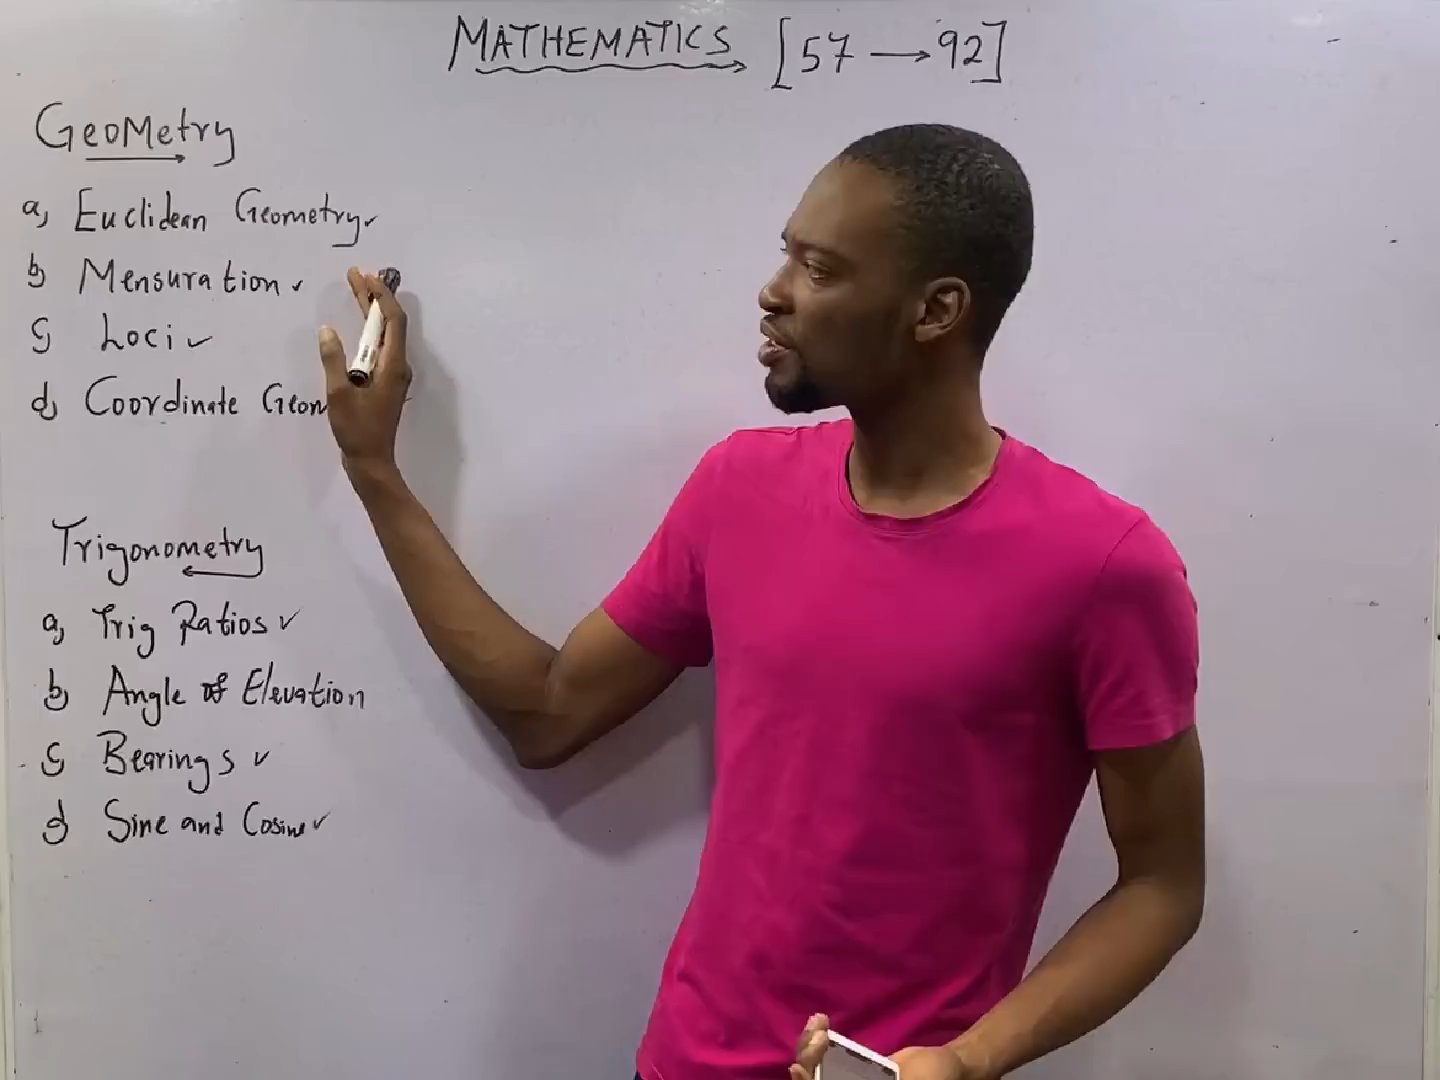 MATHEMATICS [57 → 92]
GeoMetry
a) Euclidean Geometry
b) Mensuration
c) Loci
d) Coordinate Geom
Trigonometry
a) Trig Ratios
b) Angle of Elevation
c) Bearings
d) Sine and Cosine